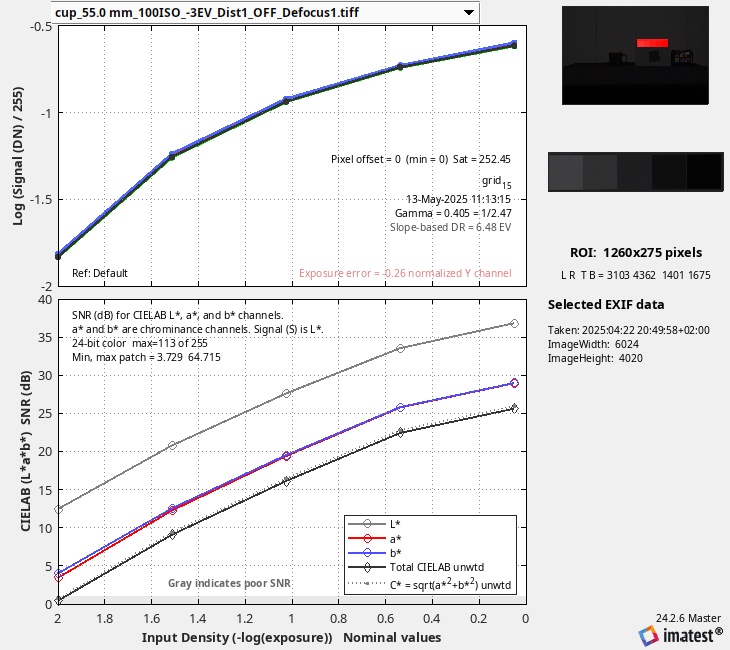 cup_55.0 mm_100ISO_-3EV_Dist1_OFF_Defocus1.tiff
-0.5
-1
-1.5
-2
Log (Signal (DN) / 255)
Pixel offset = 0 (min = 0) Sat = 252.45
grid15
13-May-2025 11:13:15
Gamma = 0.405 = 1/2.47
Slope-based DR = 6.48 EV
Ref: Default
Exposure error = -0.26 normalized Y channel
ROI: 1260x275 pixels
L R T B = 3103 4362 1401 1675
Selected EXIF data
Taken: 2025:04:22 20:49:58+02:00
ImageWidth: 6024
ImageHeight: 4020
40
35
30
25
20
15
10
5
0
CIELAB (L*a*b*) SNR (dB)
SNR (dB) for CIELAB L*, a*, and b* channels.
a* and b* are chrominance channels. Signal (S) is L*.
24-bit color max=113 of 255
Min, max patch = 3.729 64.715
L*
a*
b*
Total CIELAB unwtd
C* = sqrt(a*2+b*2) unwtd
Gray indicates poor SNR
2 1.8 1.6 1.4 1.2 1 0.8 0.6 0.4 0.2 0
Input Density (-log(exposure)) Nominal values
24.2.6 Master
imatest®